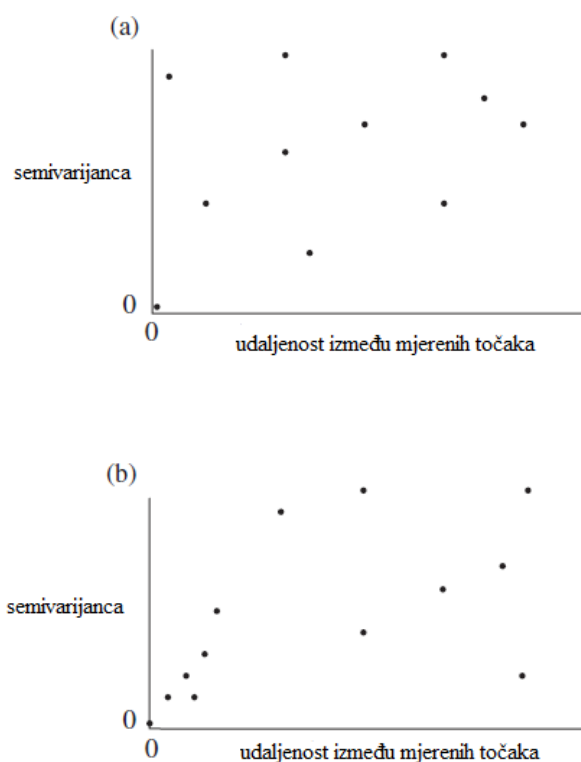 (a)
semivarijanca
0
0
udaljenost između mjerenih točaka
(b)
semivarijanca
0
0
udaljenost između mjerenih točaka